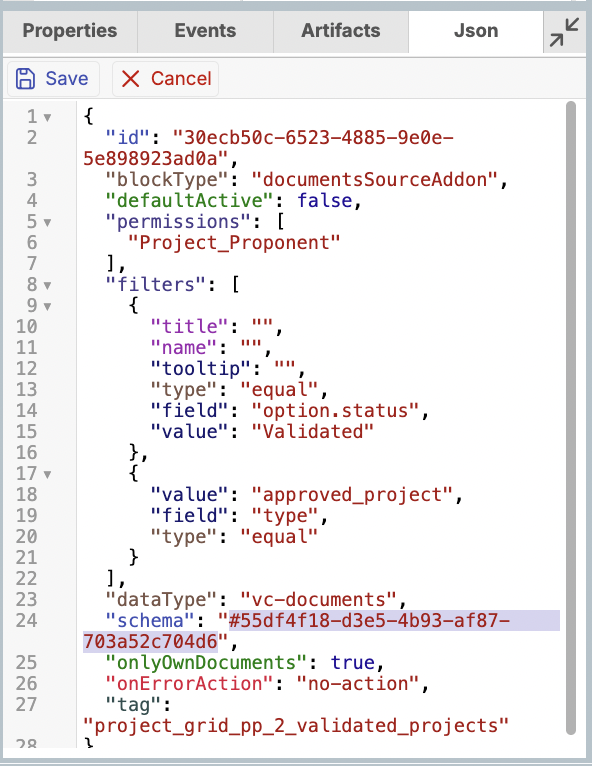 Properties Events Artifacts Json
Save Cancel
1 {
2 "id": "30ecb50c-6523-4885-9e0e-
5e898923ad0a",
3 "blockType": "documentsSourceAddon",
4 "defaultActive": false,
5 "permissions": [
6 "Project_Proponent"
7 ],
8 "filters": [
9 {
10 "title": "",
11 "name": "",
12 "tooltip": "",
13 "type": "equal",
14 "field": "option.status",
15 "value": "Validated"
16 },
17 {
18 "value": "approved_project",
19 "field": "type",
20 "type": "equal"
21 }
22 ],
23 "dataType": "vc-documents",
24 "schema": "#55df4f18-d3e5-4b93-af87-
703a52c704d6",
25 "onlyOwnDocuments": true,
26 "onErrorAction": "no-action",
27 "tag":
"project_grid_pp_2_validated_projects"
28 }